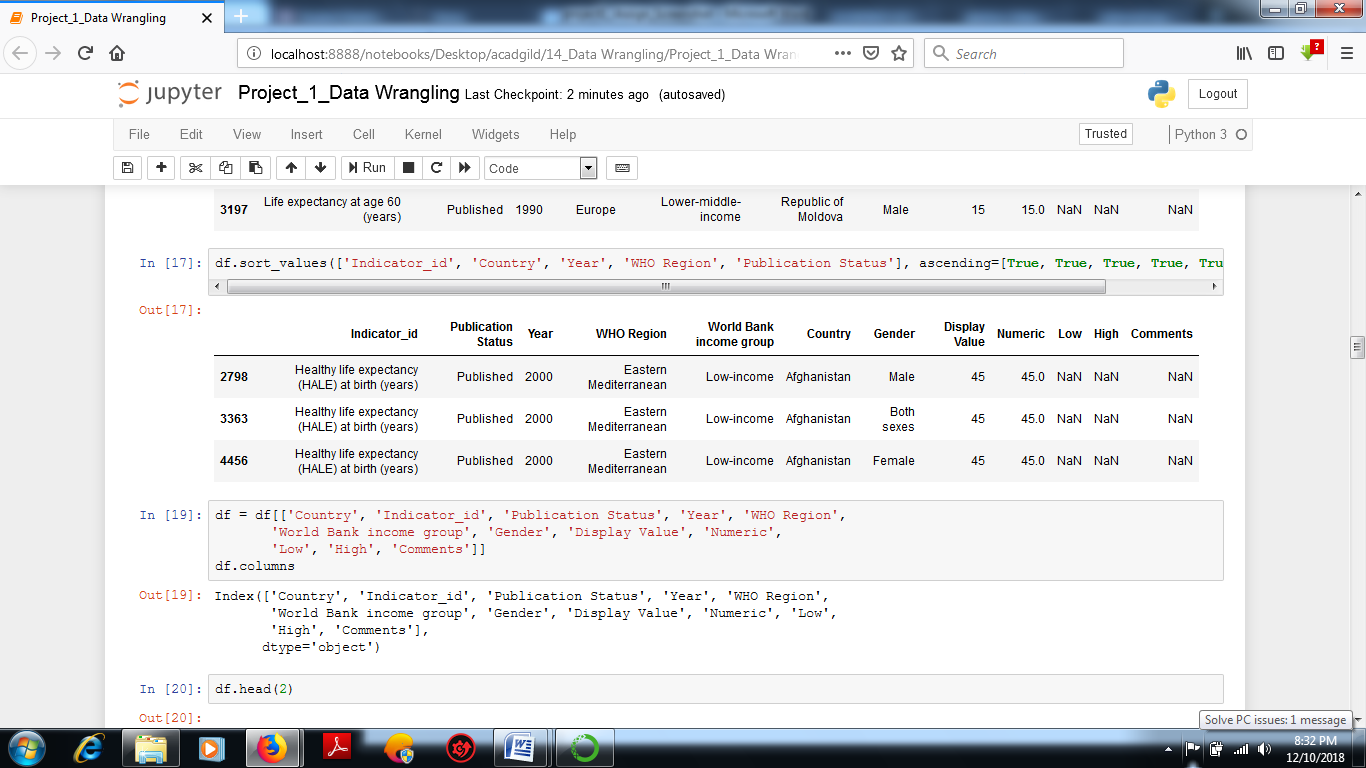 Project_1_Data Wrangling
localhost:8888/notebooks/Desktop/acadgild/14_Data Wrangling/Project_1_Data Wran
Search
jupyter Project_1_Data Wrangling Last Checkpoint: 2 minutes ago (autosaved)
Logout
File Edit View Insert Cell Kernel Widgets Help
Trusted
Python 3
Run
Code
3197 Life expectancy at age 60 (years) Published 1990 Europe Lower-middle-income Republic of Moldova Male 15 15.0 NaN NaN NaN
In [17]: df.sort_values(['Indicator_id', 'Country', 'Year', 'WHO Region', 'Publication Status'], ascending=[True, True, True, True, Tru
Out[17]:
Indicator_id Publication Status Year WHO Region World Bank income group Country Gender Display Value Numeric Low High Comments
2798 Healthy life expectancy (HALE) at birth (years) Published 2000 Eastern Mediterranean Low-income Afghanistan Male 45 45.0 NaN NaN NaN
3363 Healthy life expectancy (HALE) at birth (years) Published 2000 Eastern Mediterranean Low-income Afghanistan Both sexes 45 45.0 NaN NaN NaN
4456 Healthy life expectancy (HALE) at birth (years) Published 2000 Eastern Mediterranean Low-income Afghanistan Female 45 45.0 NaN NaN NaN
In [19]: df = df[['Country', 'Indicator_id', 'Publication Status', 'Year', 'WHO Region',
'World Bank income group', 'Gender', 'Display Value', 'Numeric',
'Low', 'High', 'Comments']]
df.columns
Out[19]: Index(['Country', 'Indicator_id', 'Publication Status', 'Year', 'WHO Region',
'World Bank income group', 'Gender', 'Display Value', 'Numeric', 'Low',
'High', 'Comments'],
dtype='object')
In [20]: df.head(2)
Out[20]:
Solve PC issues: 1 message
8:32 PM
12/10/2018